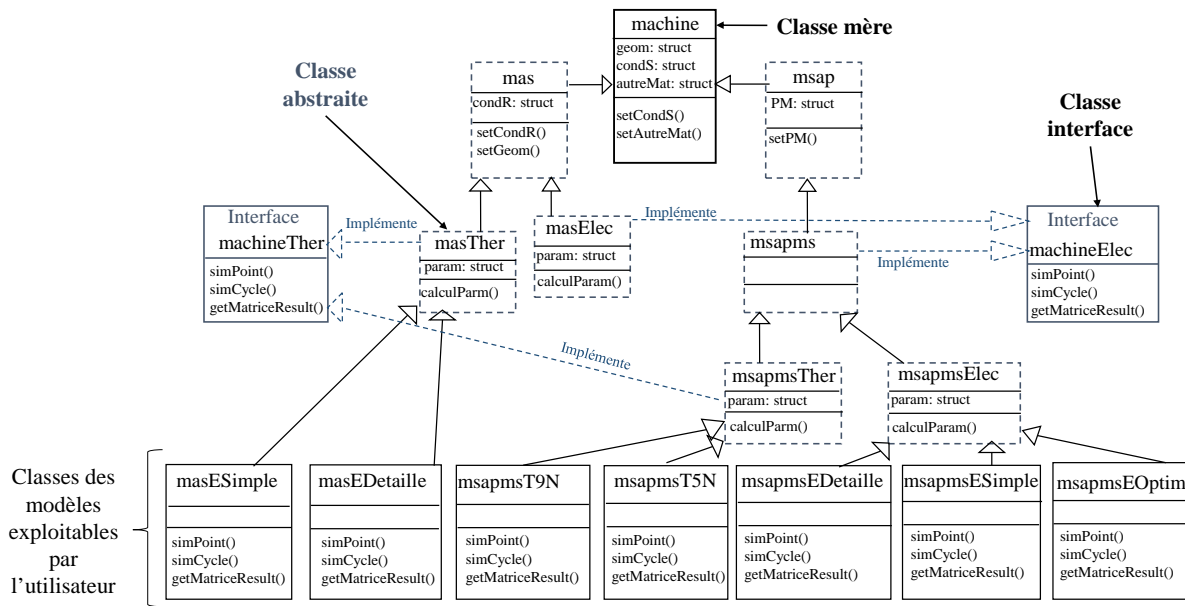 machine
geom: struct
condS: struct
autreMat: struct
setCondS()
setAutreMat()
Classe mère
mas
condR: struct
setCondR()
setGeom()
msap
PM: struct
setPM()
Classe
abstraite
Classe
interface
Interface
machineTher
simPoint()
simCycle()
getMatriceResult()
Implémente
masTher
param: struct
calculParm()
masElec
param: struct
calculParam()
Implémente
msapms
Implémente
Interface
machineElec
simPoint()
simCycle()
getMatriceResult()
Implémente
msapmsTher
param: struct
calculParm()
msapmsElec
param: struct
calculParam()
Classes des
modèles
exploitables
par
l’utilisateur
masESimple
simPoint()
simCycle()
getMatriceResult()
masEDetaille
simPoint()
simCycle()
getMatriceResult()
msapmsT9N
simPoint()
simCycle()
getMatriceResult()
msapmsT5N
simPoint()
simCycle()
getMatriceResult()
msapmsEDetaille
simPoint()
simCycle()
getMatriceResult()
msapmsESimple
simPoint()
simCycle()
getMatriceResult()
msapmsEOptim
simPoint()
simCycle()
getMatriceResult()